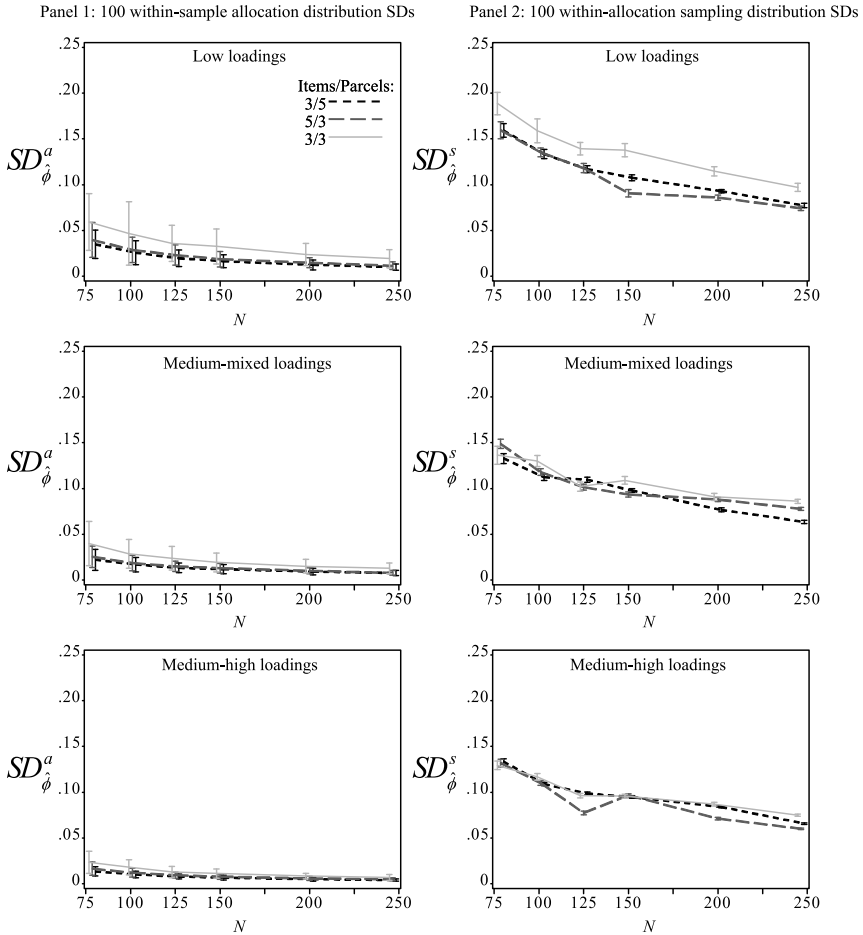 Panel 1: 100 within-sample allocation distribution SDs
Panel 2: 100 within-allocation sampling distribution SDs
Low loadings
Items/Parcels:
3/5
5/3
3/3
SD^a_φ̂
.25
.20
.15
.10
.05
0
75 100 125 150 200 250
N
Low loadings
SD^s_φ̂
.25
.20
.15
.10
.05
0
75 100 125 150 200 250
N
Medium-mixed loadings
SD^a_φ̂
.25
.20
.15
.10
.05
0
75 100 125 150 200 250
N
Medium-mixed loadings
SD^s_φ̂
.25
.20
.15
.10
.05
0
75 100 125 150 200 250
N
Medium-high loadings
SD^a_φ̂
.25
.20
.15
.10
.05
0
75 100 125 150 200 250
N
Medium-high loadings
SD^s_φ̂
.25
.20
.15
.10
.05
0
75 100 125 150 200 250
N